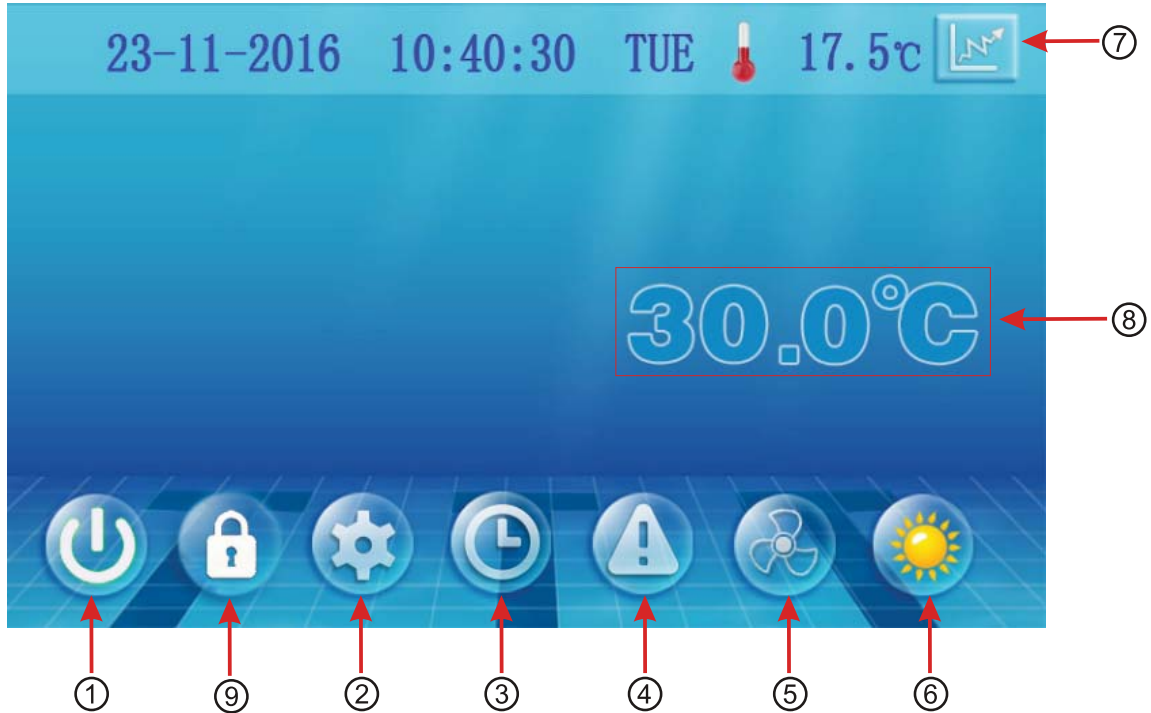 23-11-2016 10:40:30 TUE 17.5℃
⑦
30.0°C
⑧
① ⑨ ② ③ ④ ⑤ ⑥